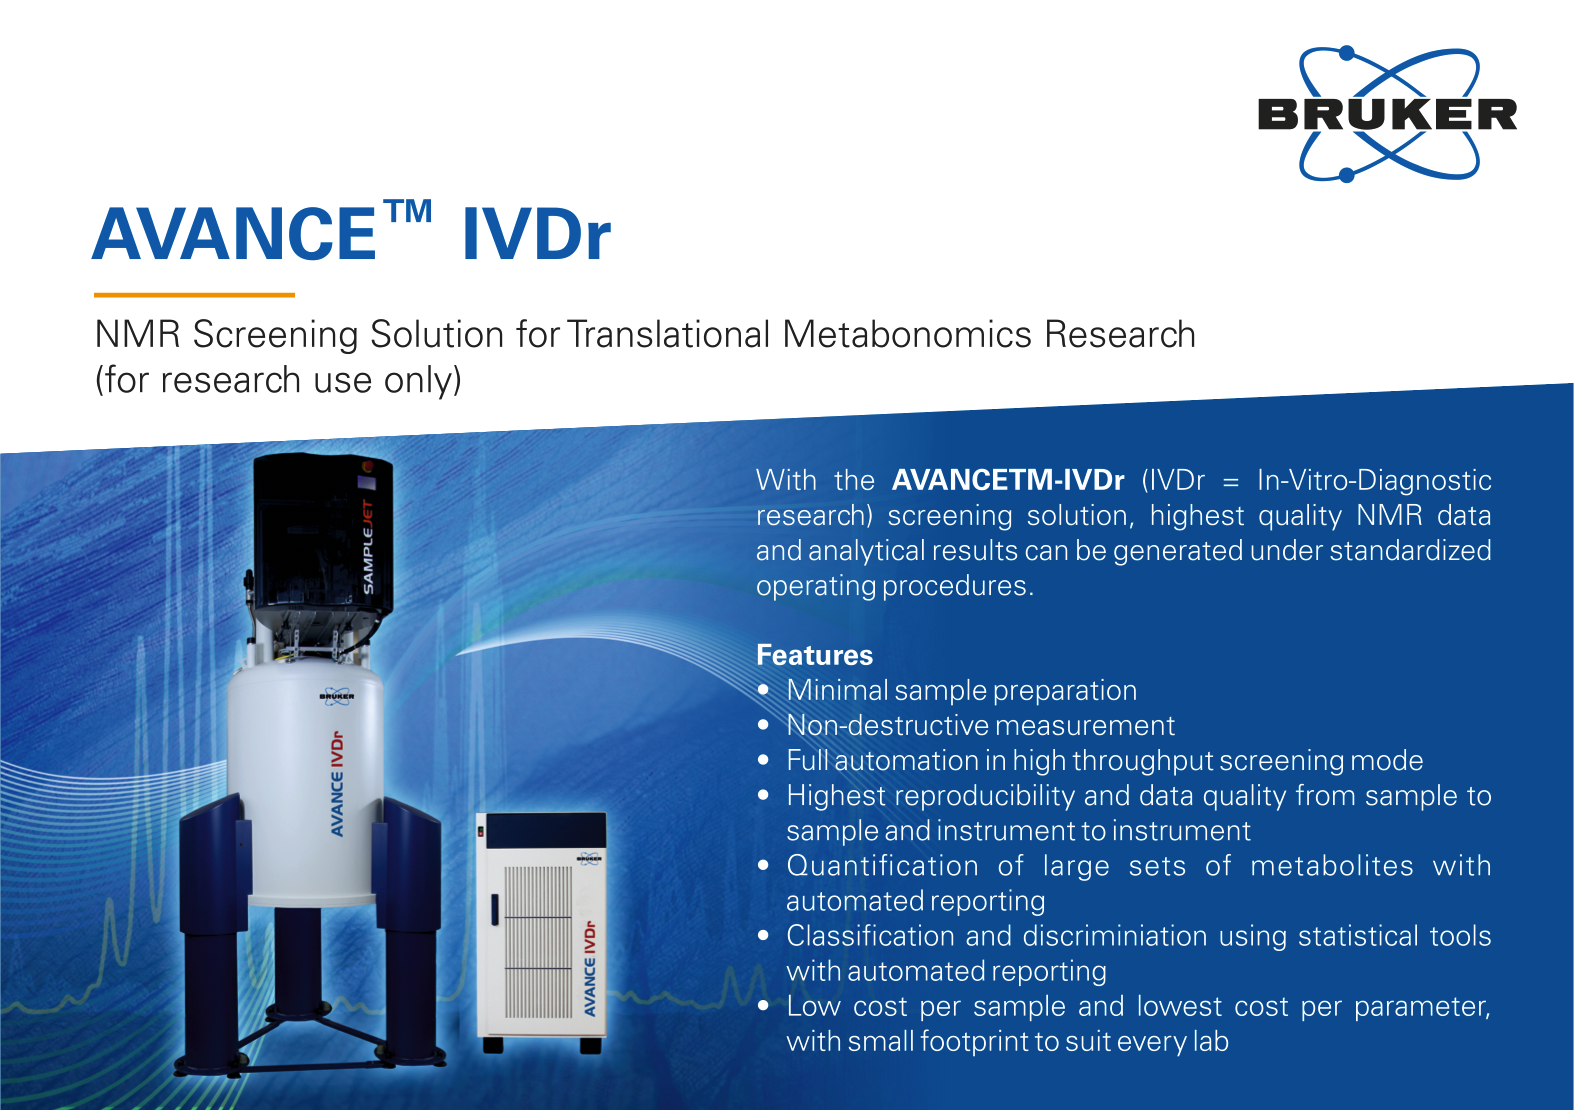 BRUKER
AVANCE™ IVDr
NMR Screening Solution for Translational Metabonomics Research
(for research use only)
With the AVANCETM-IVDr (IVDr = In-Vitro-Diagnostic
research) screening solution, highest quality NMR data
and analytical results can be generated under standardized
operating procedures.
Features
• Minimal sample preparation
• Non-destructive measurement
• Full automation in high throughput screening mode
• Highest reproducibility and data quality from sample to
sample and instrument to instrument
• Quantification of large sets of metabolites with
automated reporting
• Classification and discriminiation using statistical tools
with automated reporting
• Low cost per sample and lowest cost per parameter,
with small footprint to suit every lab
SAMPLEJET
BRUKER
AVANCE IVDr
BRUKER
AVANCE IVDr